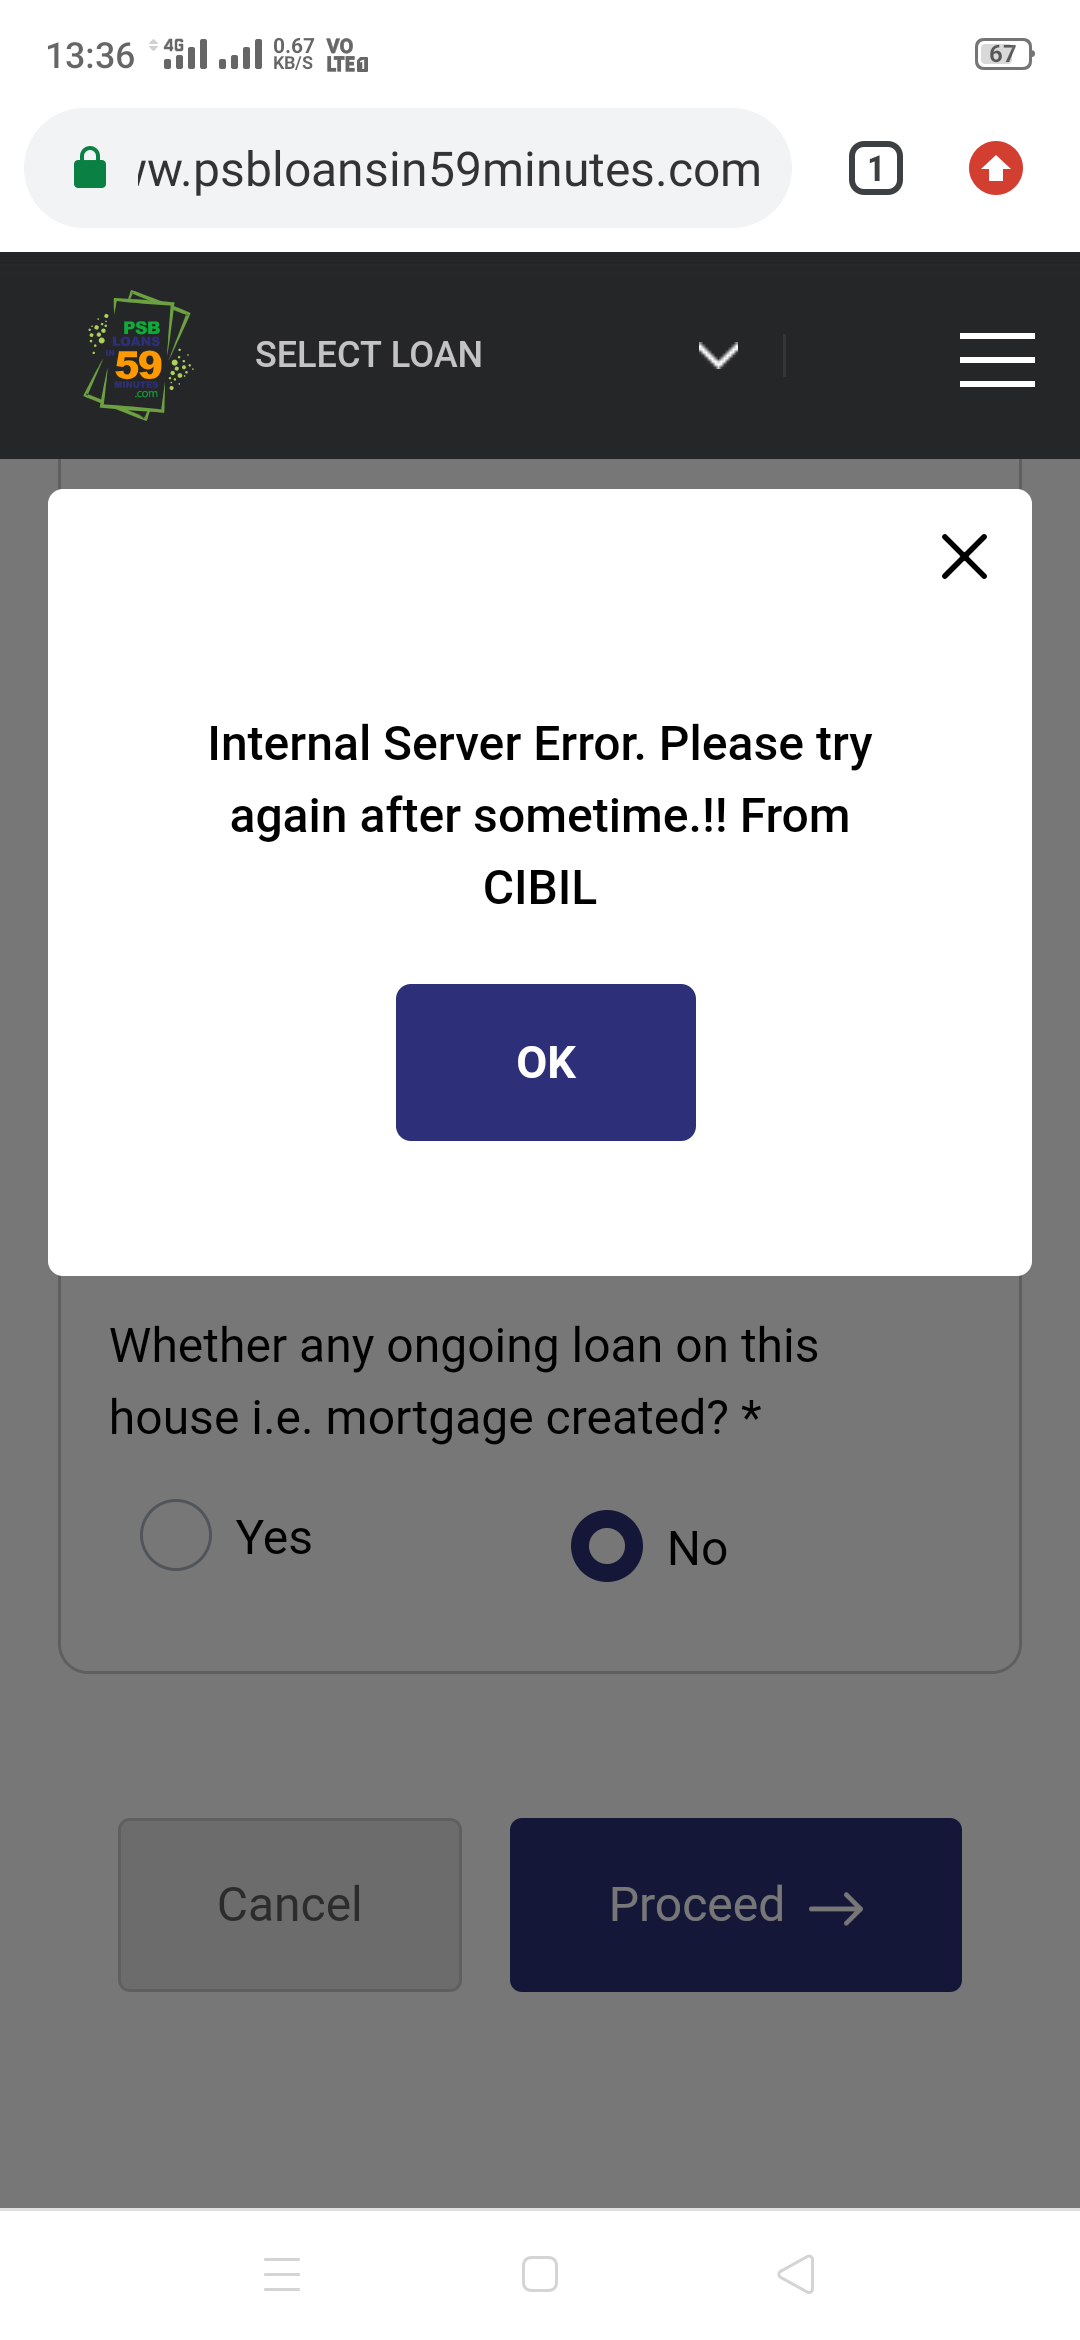 13:36 4G 0.67 KB/S VO LTE 1 67
w.psbloansin59minutes.com 1
PSB
LOANS
IN 59
MINUTES
.com
SELECT LOAN
Internal Server Error. Please try
again after sometime.!! From
CIBIL
OK
Whether any ongoing loan on this
house i.e. mortgage created? *
Yes No
Cancel Proceed →